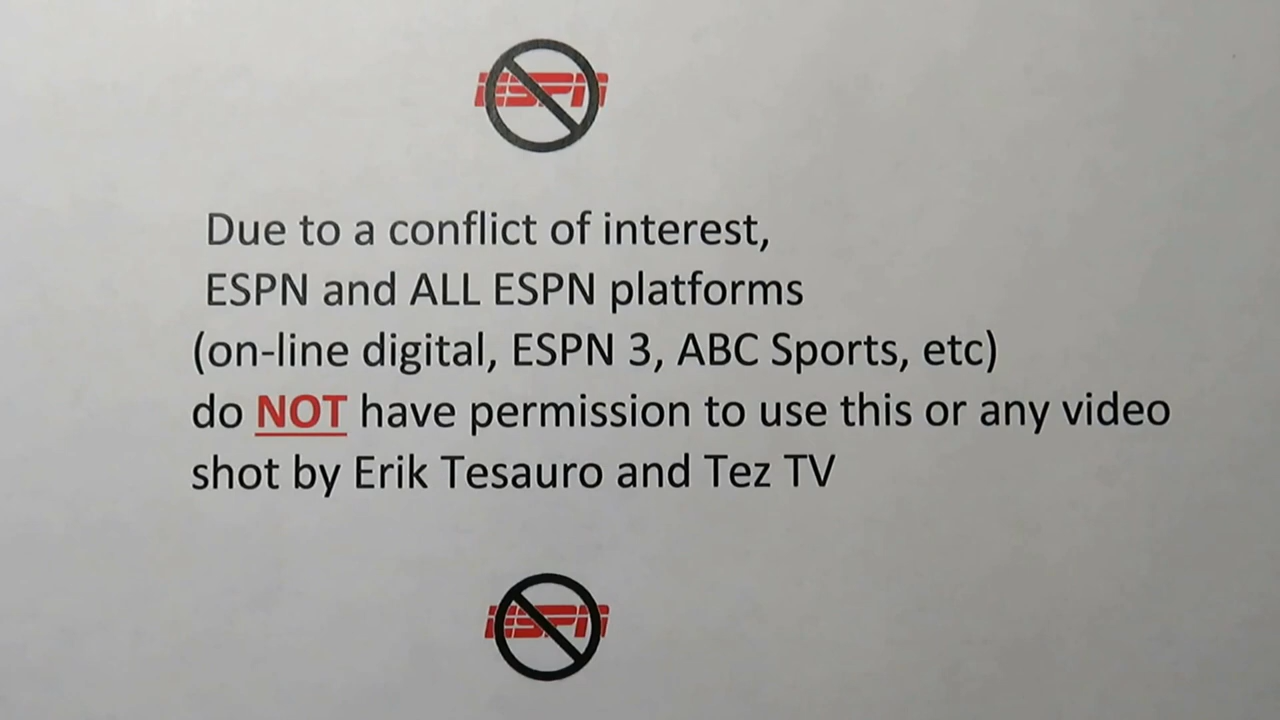 ESPN
Due to a conflict of interest,
ESPN and ALL ESPN platforms
(on-line digital, ESPN 3, ABC Sports, etc)
do NOT have permission to use this or any video
shot by Erik Tesauro and Tez TV
ESPN